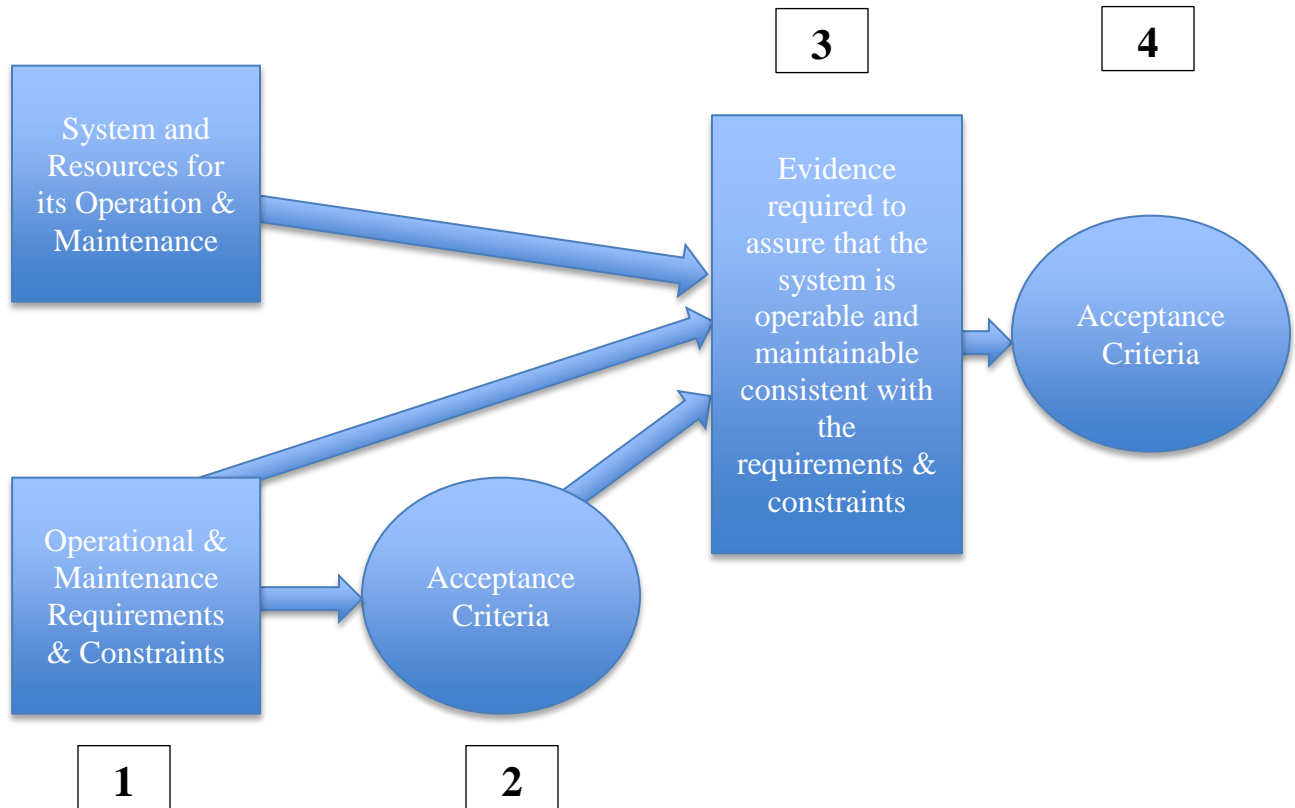 3
4
System and
Resources for
its Operation &
Maintenance
Evidence
required to
assure that the
system is
operable and
maintainable
consistent with
the
requirements &
constraints
Acceptance
Criteria
Operational &
Maintenance
Requirements
& Constraints
Acceptance
Criteria
1
2